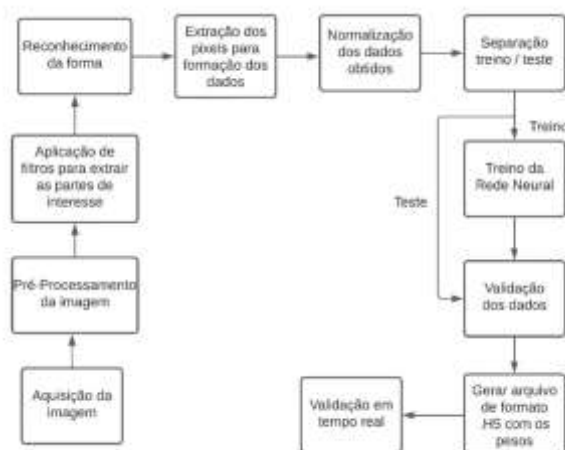 Reconhecimento
da forma
Extração dos
pixels para
formação dos
dados
Normalização
dos dados
obtidos
Separação
treino / teste
Treino
Teste
Aplicação de
filtros para extrair
as partes de
interesse
Treino da
Rede Neural
Pré-Processamento
da imagem
Validação
dos dados
Aquisição da
imagem
Validação em
tempo real
Gerar arquivo
de formato
.H5 com os
pesos